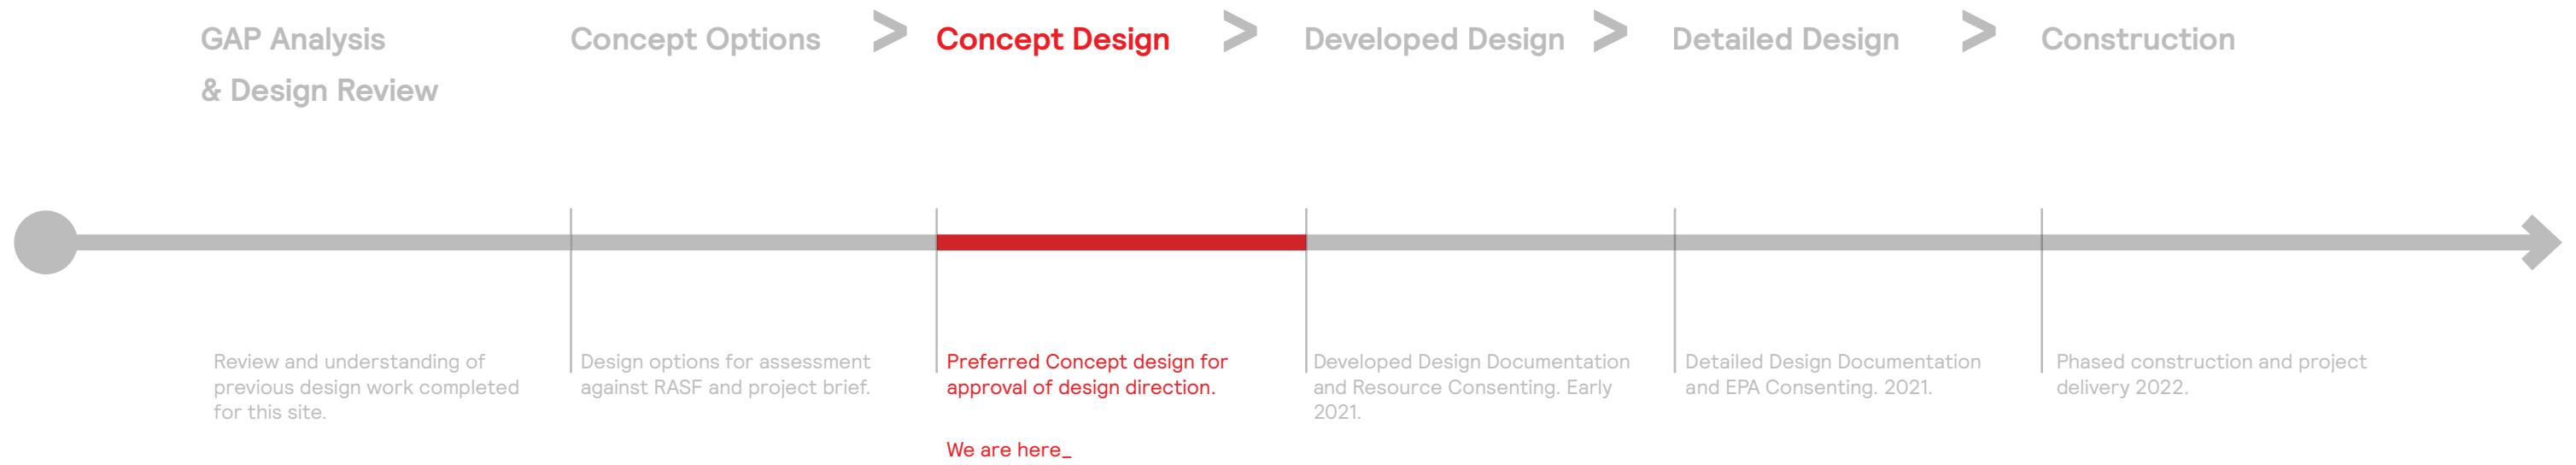 GAP Analysis
& Design Review
Concept Options
>
Concept Design
>
Developed Design
>
Detailed Design
>
Construction
Review and understanding of
previous design work completed
for this site.
Design options for assessment
against RASF and project brief.
Preferred Concept design for
approval of design direction.
We are here_
Developed Design Documentation
and Resource Consenting. Early
2021.
Detailed Design Documentation
and EPA Consenting. 2021.
Phased construction and project
delivery 2022.